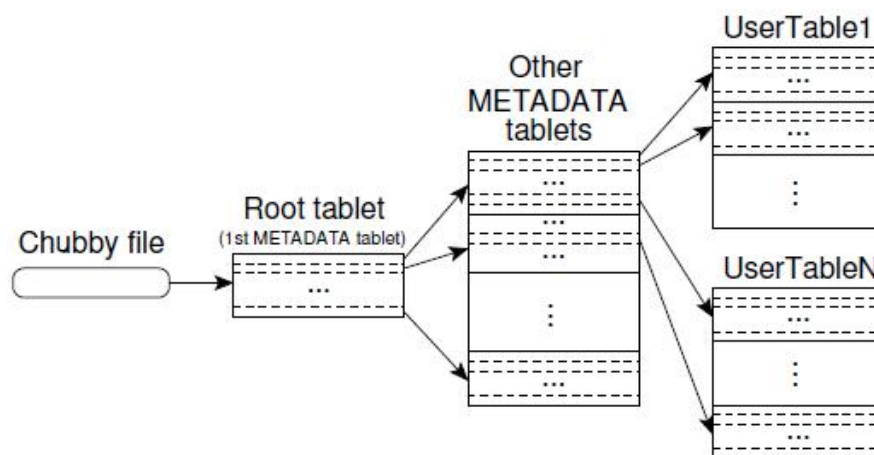 Chubby file
Root tablet
(1st METADATA tablet)
...
Other
METADATA
tablets
...
...
...
...
UserTable1
...
...
UserTableN
...
...